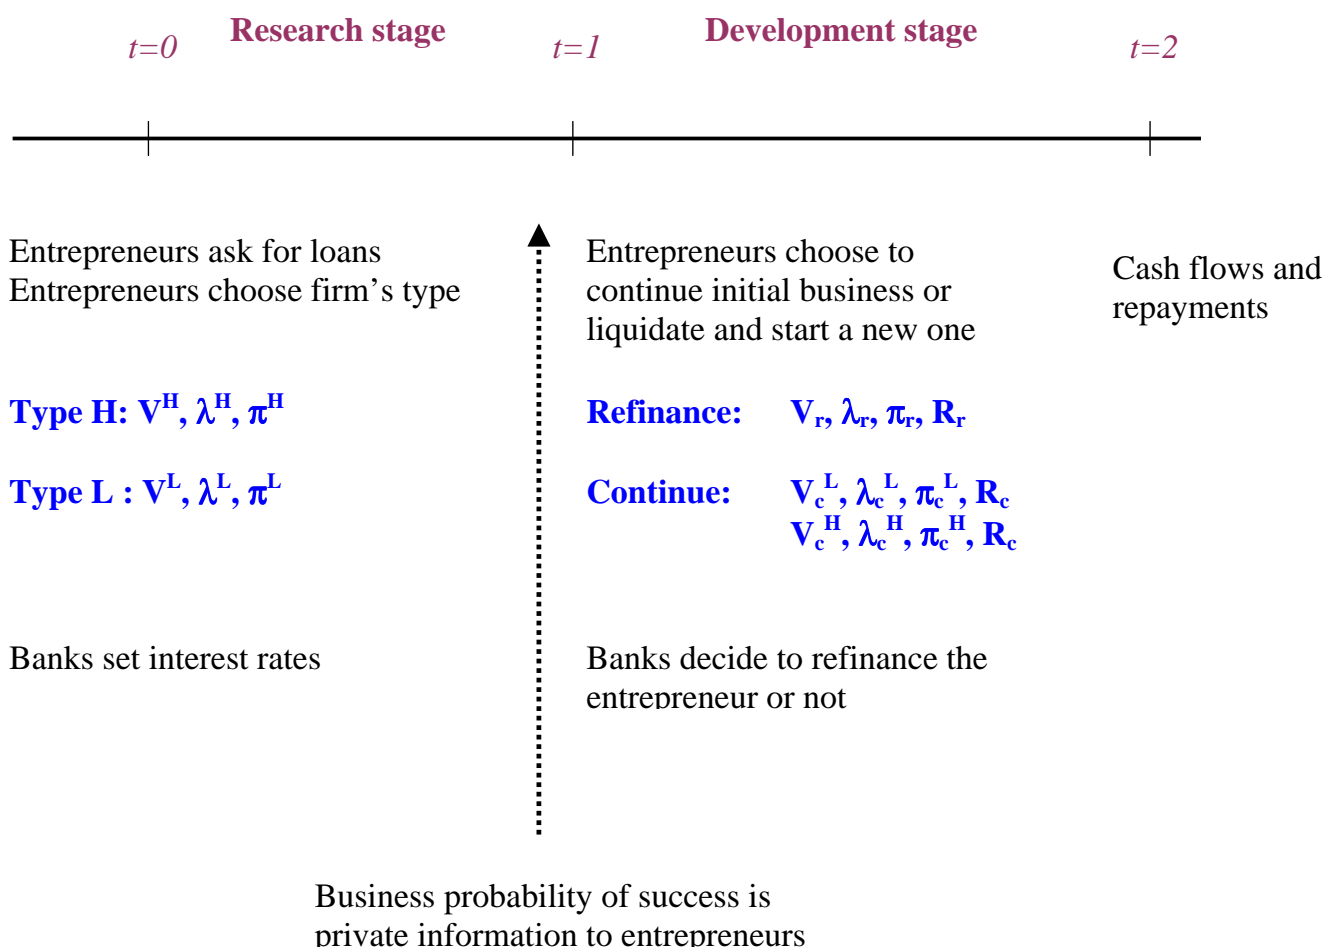 Research stage
Development stage
t=0
t=1
t=2
Entrepreneurs ask for loans
Entrepreneurs choose firm's type
Type H: V^H, λ^H, π^H
Type L : V^L, λ^L, π^L
Banks set interest rates
Entrepreneurs choose to
continue initial business or
liquidate and start a new one
Refinance: V_r, λ_r, π_r, R_r
Continue: V_c^L, λ_c^L, π_c^L, R_c
V_c^H, λ_c^H, π_c^H, R_c
Banks decide to refinance the
entrepreneur or not
Cash flows and
repayments
Business probability of success is
private information to entrepreneurs